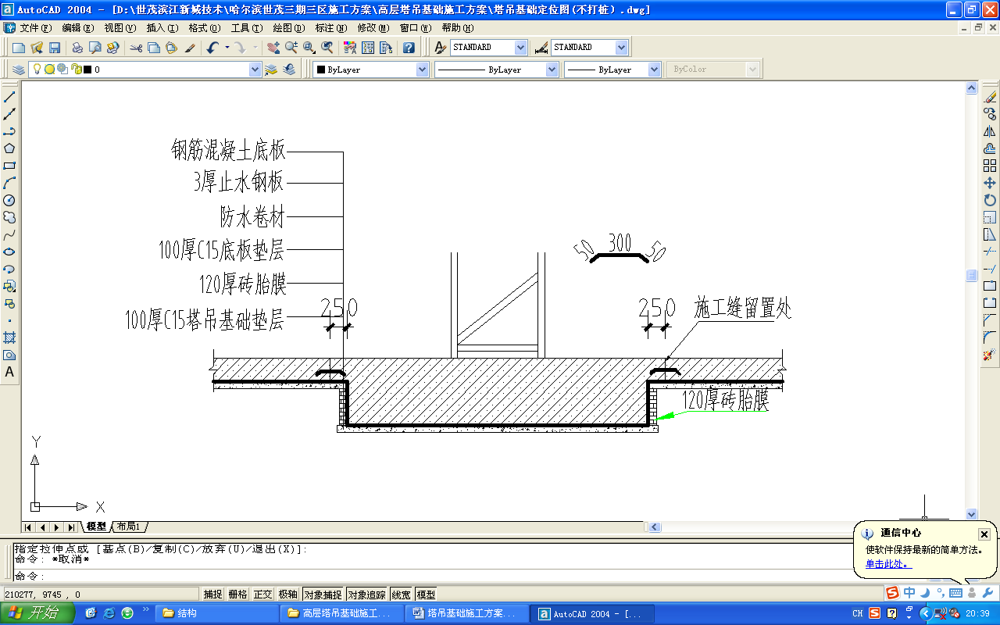 AutoCAD 2004 - [D:\世茂滨江新城技术\哈尔滨世茂三期三区施工方案\高层塔吊基础施工方案\塔吊基础定位图(不打桩).dwg]
文件(F) 编辑(E) 视图(V) 插入(I) 格式(O) 工具(T) 绘图(D) 标注(N) 修改(M) 窗口(W) 帮助(H)
STANDARD STANDARD
0 ByLayer ByLayer ByLayer ByColor
钢筋混凝土底板
3厚止水钢板
防水卷材
100厚C15底板垫层
120厚砖胎膜
100厚C15塔吊基础垫层
250
50 300 50
250
施工缝留置处
120厚砖胎膜
Y
X
模型 布局1
指定拉伸点或 [基点(B)/复制(C)/放弃(U)/退出(X)]:
命令: *取消*
命令:
通信中心
使软件保持最新的简单方法。
单击此处。
210277, 9745 , 0 捕捉 栅格 正交 极轴 对象捕捉 对象追踪 线宽 模型
中
开始 结构 高层塔吊基础施工... 塔吊基础施工方案... AutoCAD 2004 - [... CH 20:39